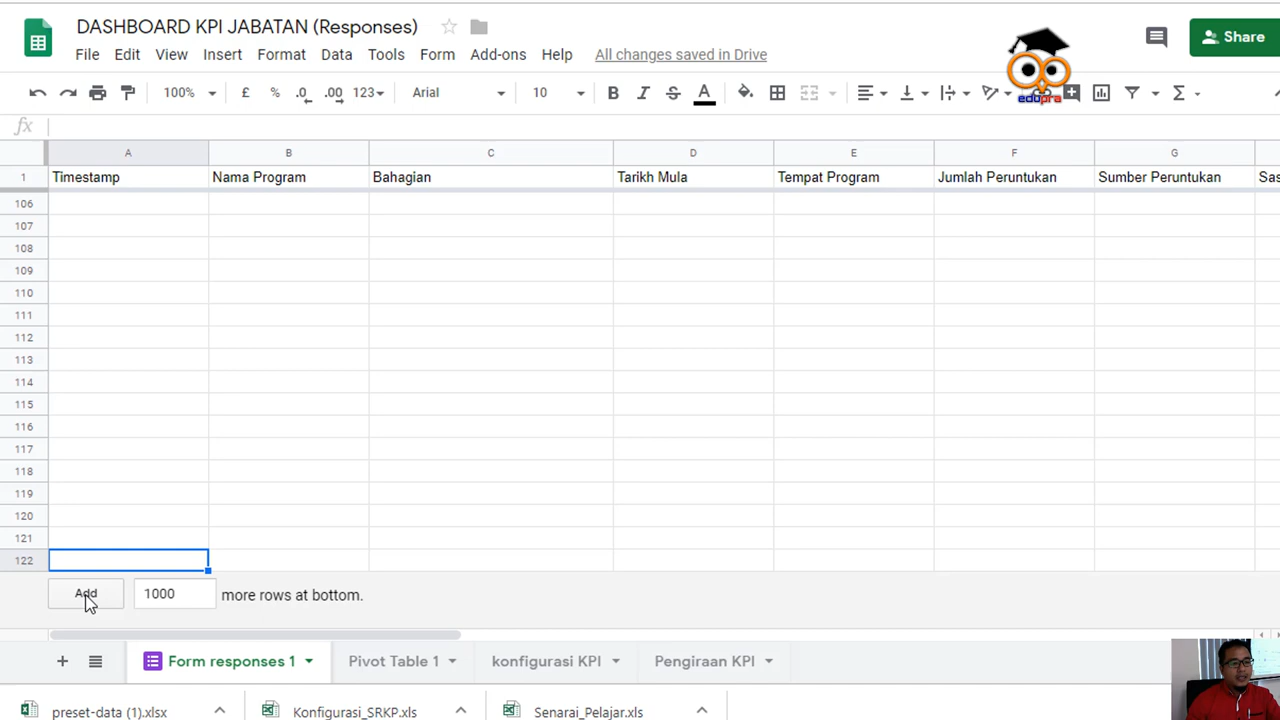 DASHBOARD KPI JABATAN (Responses)
File Edit View Insert Format Data Tools Form Add-ons Help All changes saved in Drive
Share
edupra
100% £ % .0 .00 123 Arial 10 B I S A Σ
fx
A B C D E F G
1 Timestamp Nama Program Bahagian Tarikh Mula Tempat Program Jumlah Peruntukan Sumber Peruntukan Sas
106
107
108
109
110
111
112
113
114
115
116
117
118
119
120
121
122
Add 1000 more rows at bottom.
+ Form responses 1 Pivot Table 1 konfigurasi KPI Pengiraan KPI
preset-data (1).xlsx Konfigurasi_SRKP.xls Senarai_Pelajar.xls